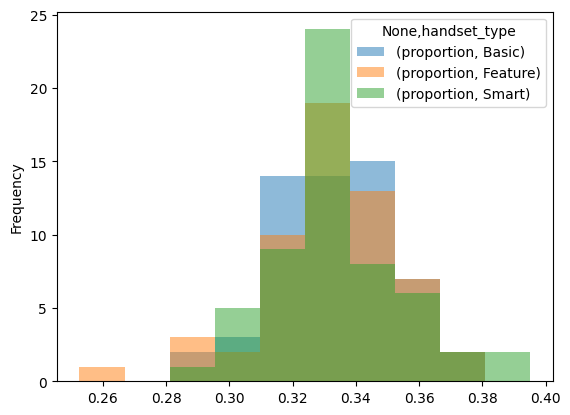 None,handset_type
(proportion, Basic)
(proportion, Feature)
(proportion, Smart)
Frequency
25
20
15
10
5
0
0.26 0.28 0.30 0.32 0.34 0.36 0.38 0.40